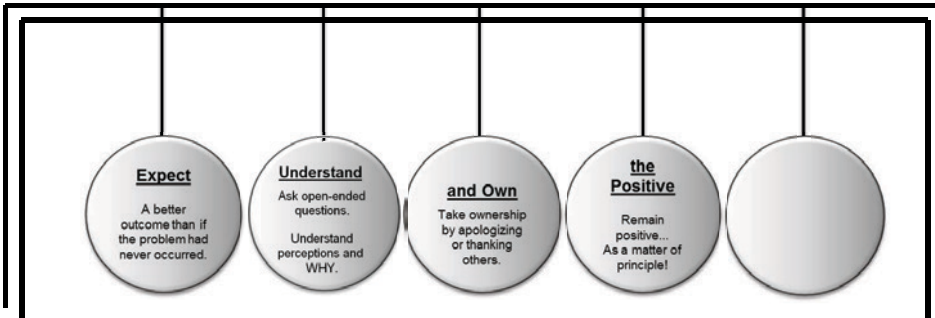 Expect
A better
outcome than if
the problem had
never occurred.
Understand
Ask open-ended
questions.
Understand
perceptions and
WHY.
and Own
Take ownership
by apologizing
or thanking
others.
the
Positive
Remain
positive...
As a matter of
principle!